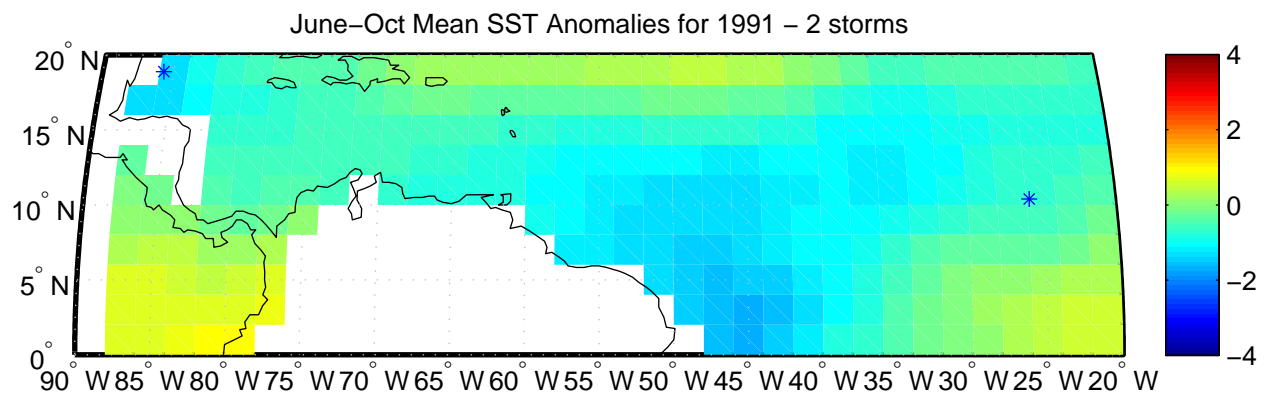 June−Oct Mean SST Anomalies for 1991 − 2 storms
20° N
15° N
10° N
5° N
0°
90° W 85° W 80° W 75° W 70° W 65° W 60° W 55° W 50° W 45° W 40° W 35° W 30° W 25° W 20° W
4
2
0
−2
−4